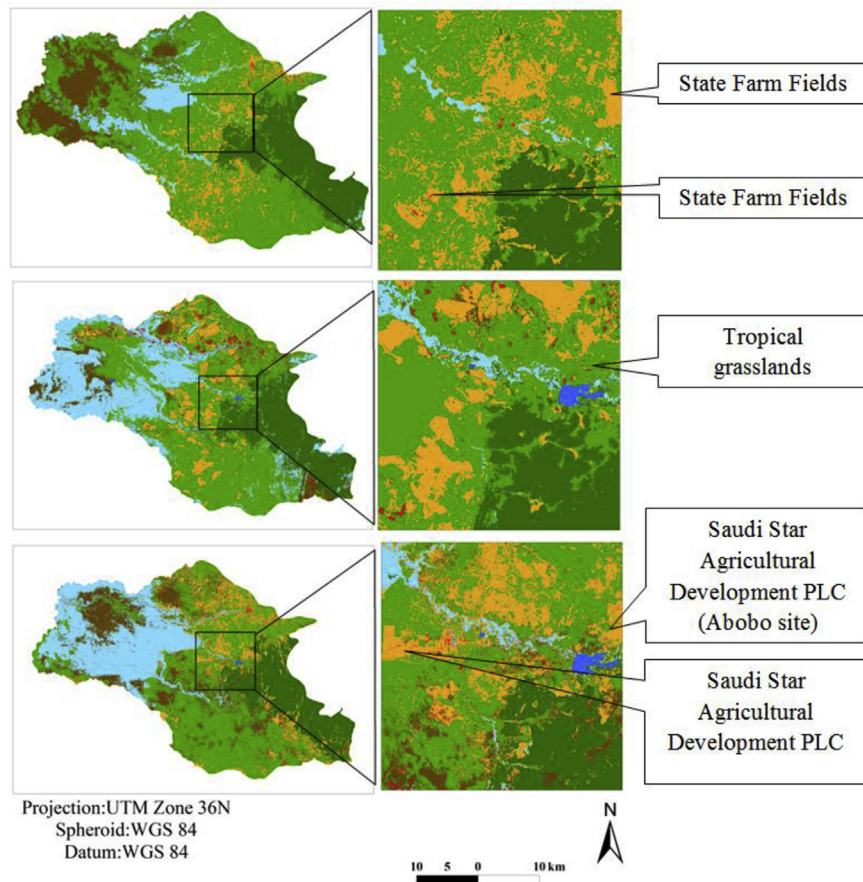 State Farm Fields
State Farm Fields
Tropical
grasslands
Saudi Star
Agricultural
Development PLC
(Abobo site)
Saudi Star
Agricultural
Development PLC
Projection:UTM Zone 36N
Spheroid:WGS 84
Datum:WGS 84
N
10 5 0 10 km